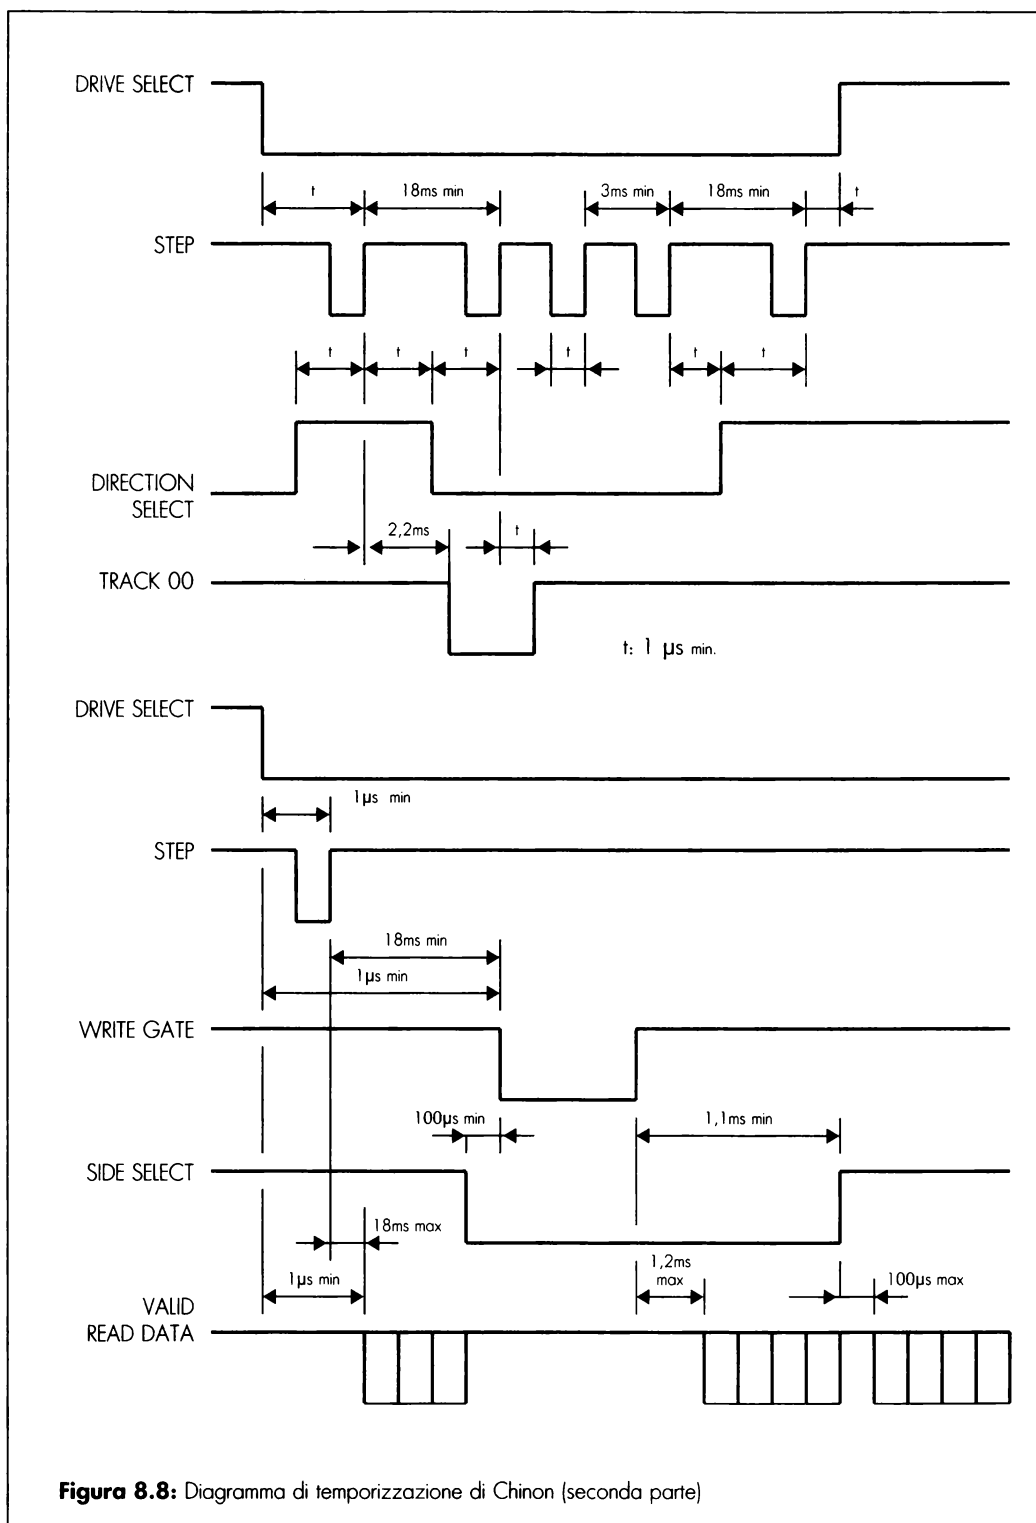 DRIVE SELECT
t 18ms min 3ms min 18ms min t
STEP
t t t t t t
DIRECTION
SELECT
2,2ms t
TRACK 00
t: 1 µs min.
DRIVE SELECT
1µs min
STEP
18ms min
1µs min
WRITE GATE
100µs min 1,1ms min
SIDE SELECT
18ms max
1,2ms
max
1µs min 100µs max
VALID
READ DATA
Figura 8.8: Diagramma di temporizzazione di Chinon (seconda parte)